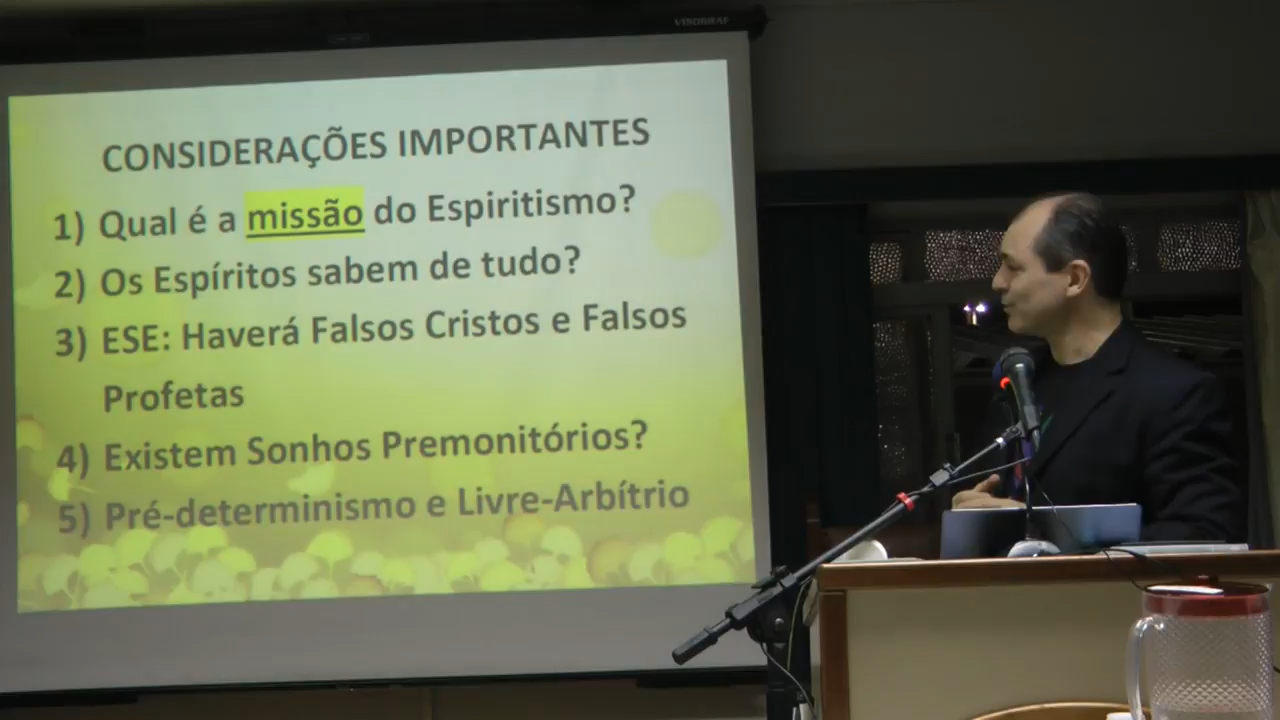 VISOGRAF
CONSIDERAÇÕES IMPORTANTES
1) Qual é a missão do Espiritismo?
2) Os Espíritos sabem de tudo?
3) ESE: Haverá Falsos Cristos e Falsos
Profetas
4) Existem Sonhos Premonitórios?
5) Pré-determinismo e Livre-Arbítrio